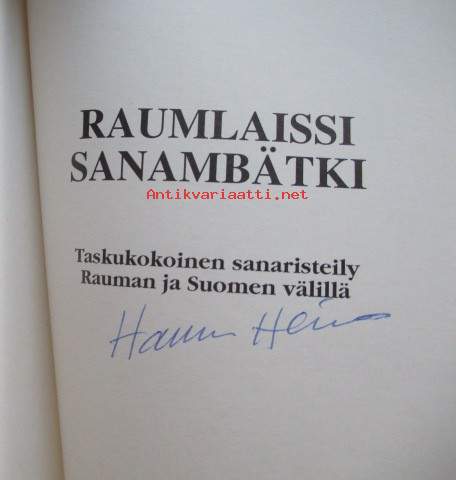 RAUMLAISSI
SANAMBÄTKI
Antikvariaatti.net
Taskukokoinen sanaristeily
Rauman ja Suomen välillä